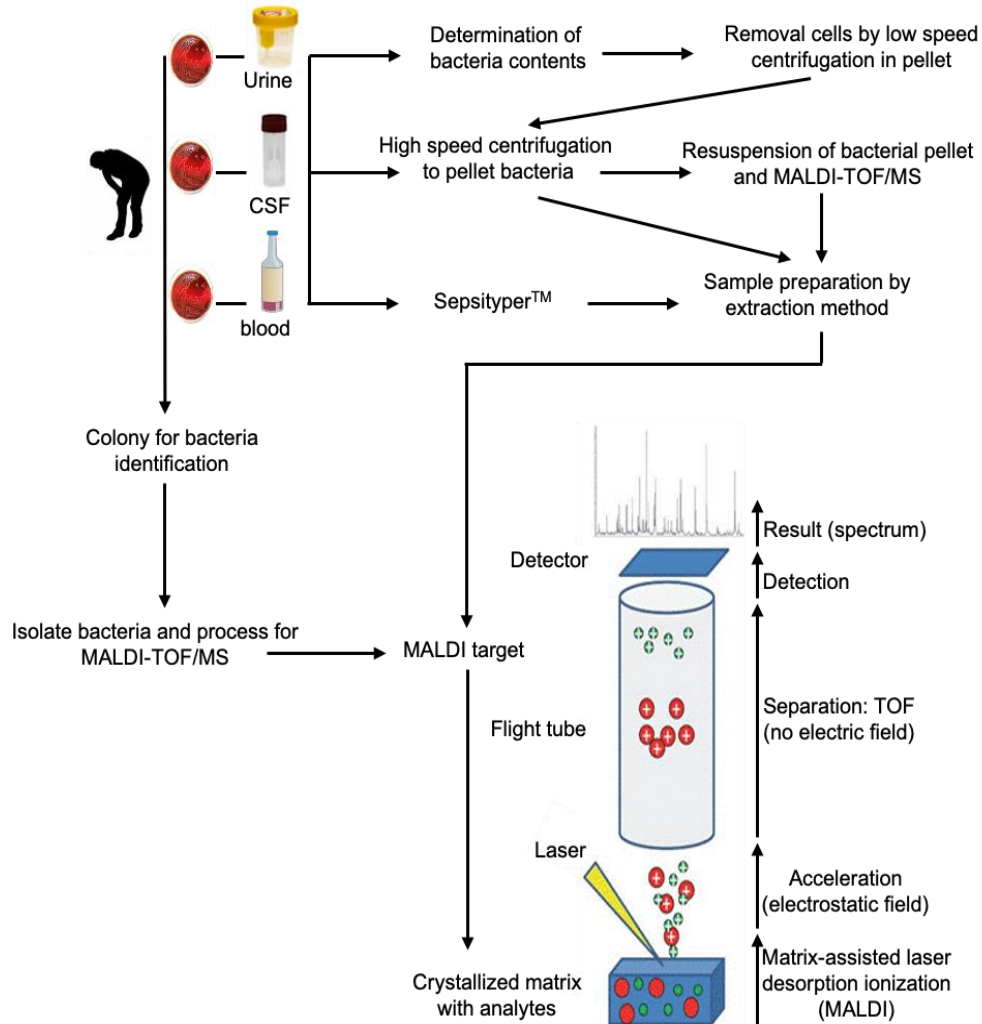 Urine
Determination of
bacteria contents
Removal cells by low speed
centrifugation in pellet
CSF
High speed centrifugation
to pellet bacteria
Resuspension of bacterial pellet
and MALDI-TOF/MS
blood
Sepsityper™
Sample preparation by
extraction method
Colony for bacteria
identification
Isolate bacteria and process for
MALDI-TOF/MS
MALDI target
Result (spectrum)
Detector
Detection
Flight tube
Separation: TOF
(no electric field)
Laser
Acceleration
(electrostatic field)
Crystallized matrix
with analytes
Matrix-assisted laser
desorption ionization
(MALDI)